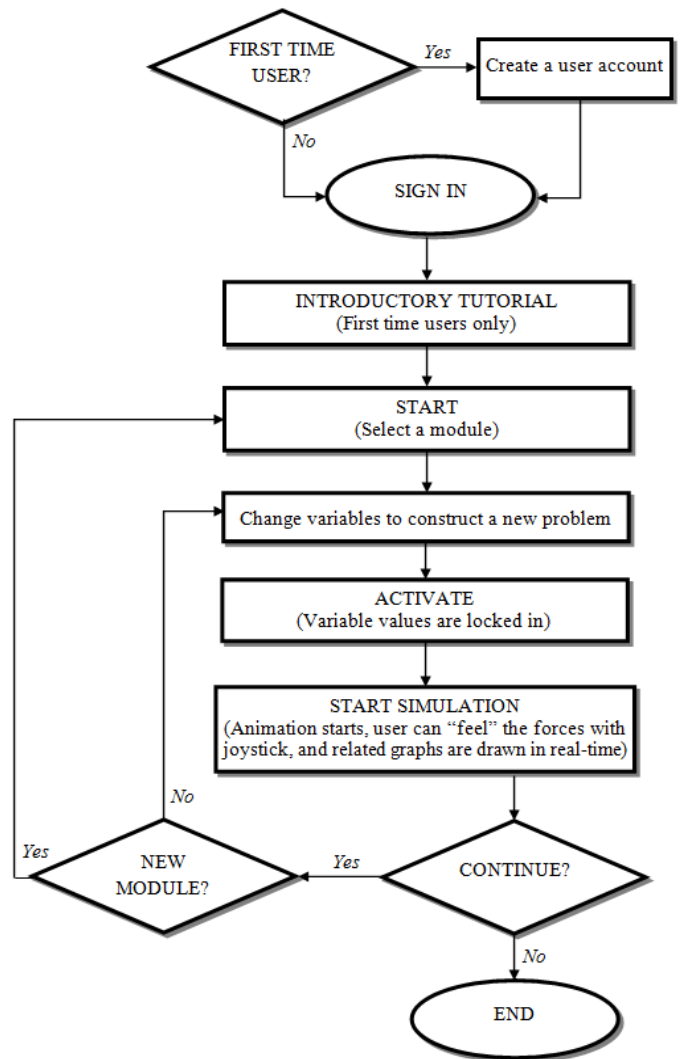 FIRST TIME
USER?
Yes
Create a user account
No
SIGN IN
INTRODUCTORY TUTORIAL
(First time users only)
START
(Select a module)
Change variables to construct a new problem
ACTIVATE
(Variable values are locked in)
START SIMULATION
(Animation starts, user can “feel” the forces with
joystick, and related graphs are drawn in real-time)
No
Yes
NEW
MODULE?
Yes
CONTINUE?
No
END